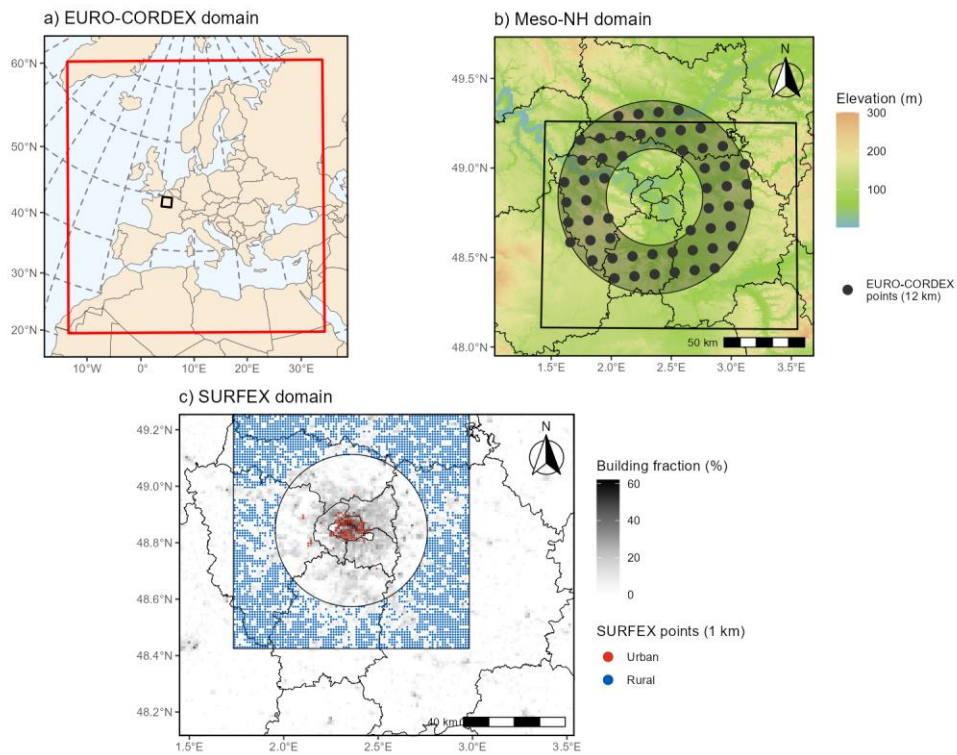 a) EURO-CORDEX domain
60°N
50°N
40°N
30°N
20°N
10°W
0°E
10°E
20°E
30°E
b) Meso-NH domain
N
49.5°N
49.0°N
48.5°N
48.0°N
50 km
1.5°E
2.0°E
2.5°E
3.0°E
3.5°E
Elevation (m)
300
200
100
EURO-CORDEX
points (12 km)
c) SURFEX domain
N
49.2°N
49.0°N
48.8°N
48.6°N
48.4°N
48.2°N
40 km
1.5°E
2.0°E
2.5°E
3.0°E
3.5°E
Building fraction (%)
60
40
20
0
SURFEX points (1 km)
Urban
Rural